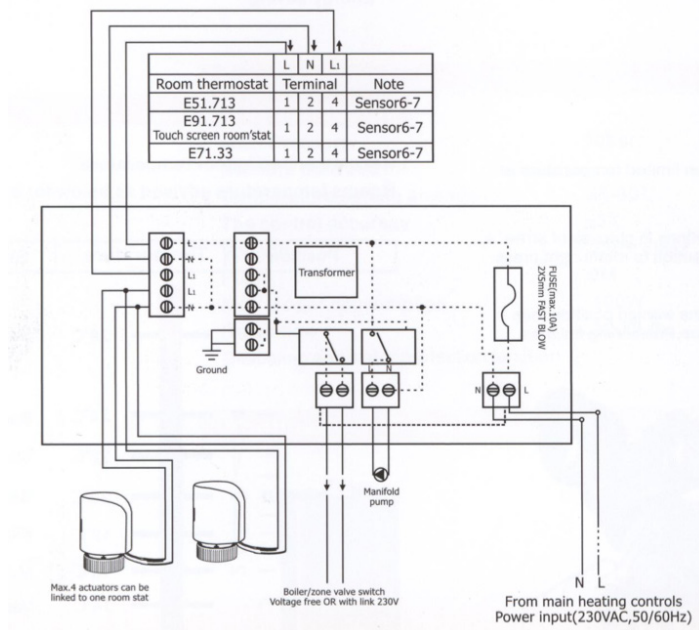 L N L1
Room thermostat Terminal Note
E51.713 1 2 4 Sensor6-7
E91.713
Touch screen room'stat 1 2 4 Sensor6-7
E71.33 1 2 4 Sensor6-7
L
N
L1
L1
N
Transformer
FUSE(max.10A)
2X5mm FAST BLOW
Ground
L N
N L
Manifold
pump
Max.4 actuators can be
linked to one room stat
Boiler/zone valve switch
Voltage free OR with link 230V
N L
From main heating controls
Power input(230VAC,50/60Hz)